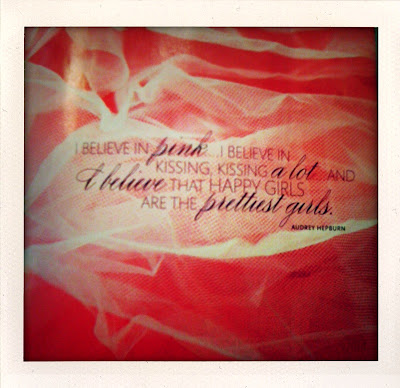 I BELIEVE IN pink...I BELIEVE IN
KISSING, KISSING a lot...AND
I believe THAT HAPPY GIRLS
ARE THE prettiest girls.
AUDREY HEPBURN